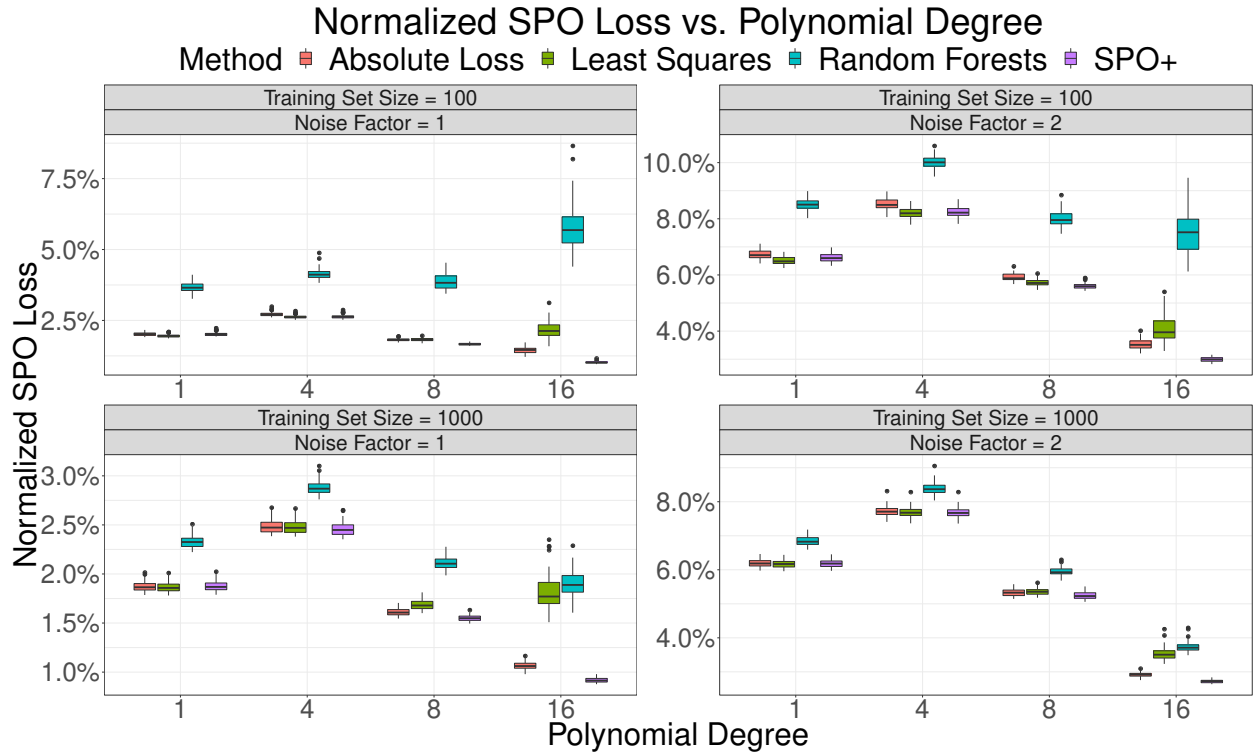 Normalized SPO Loss vs. Polynomial Degree
Method Absolute Loss Least Squares Random Forests SPO+
Normalized SPO Loss
Training Set Size = 100
Noise Factor = 1
7.5%
5.0%
2.5%
1 4 8 16
Training Set Size = 100
Noise Factor = 2
10.0%
8.0%
6.0%
4.0%
1 4 8 16
Training Set Size = 1000
Noise Factor = 1
3.0%
2.5%
2.0%
1.5%
1.0%
1 4 8 16
Training Set Size = 1000
Noise Factor = 2
8.0%
6.0%
4.0%
1 4 8 16
Polynomial Degree